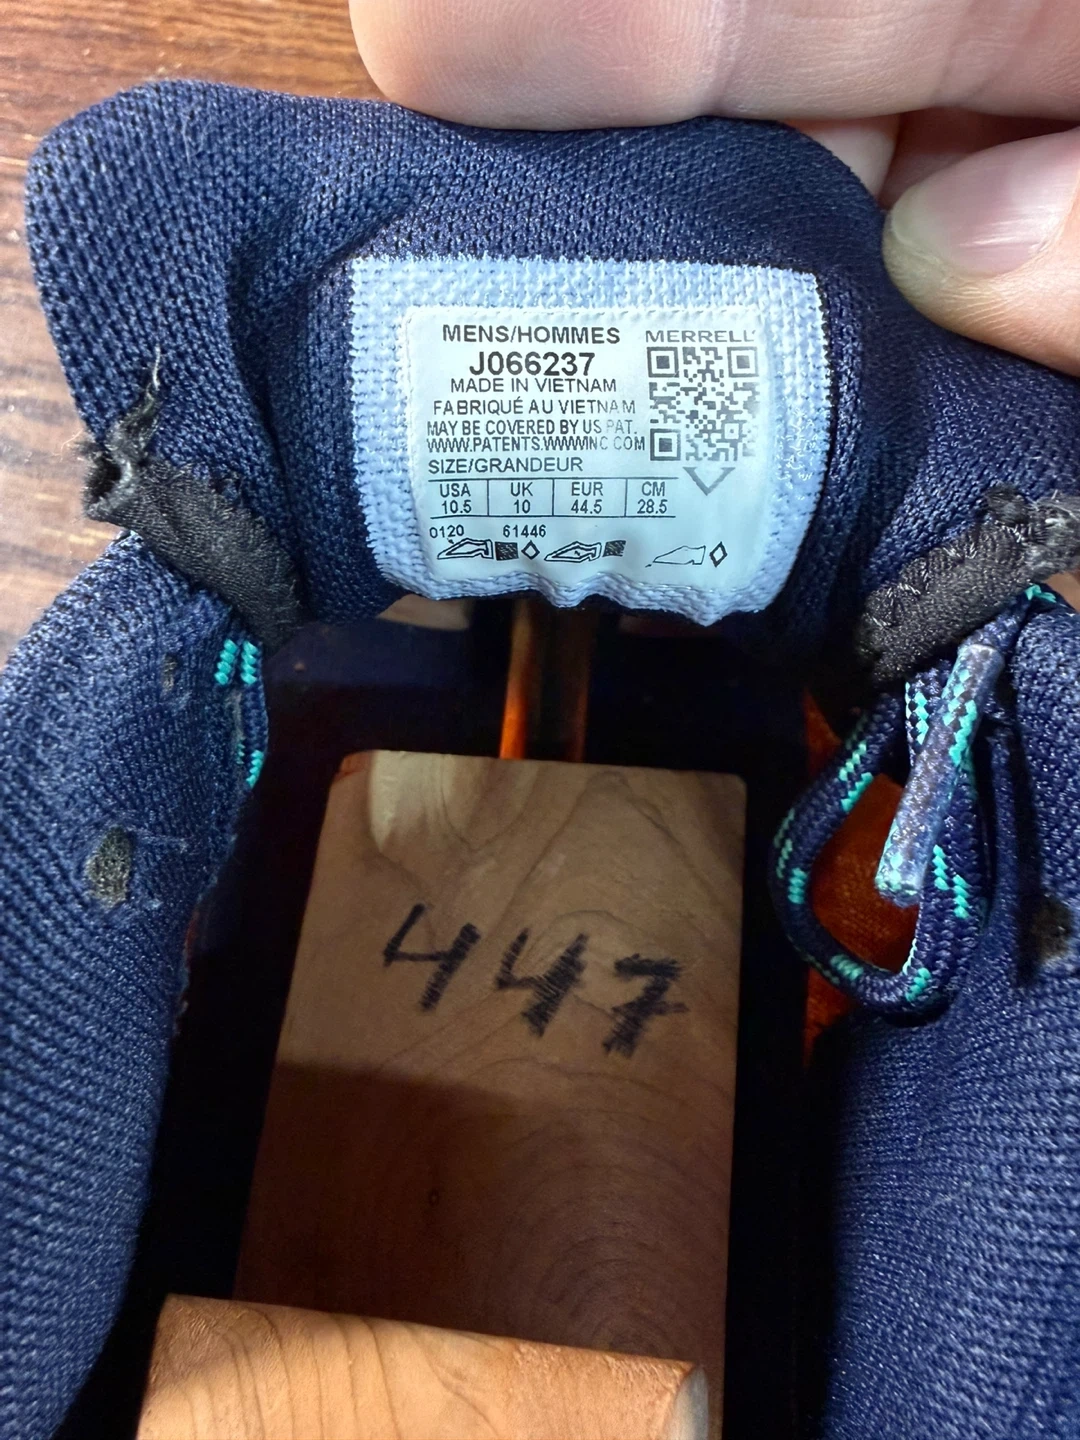 MENS/HOMMES
MERRELL
J066237
MADE IN VIETNAM
FABRIQUÉ AU VIETNAM
MAY BE COVERED BY US PAT.
WWW.PATENTS.WWWINC.COM
SIZE/GRANDEUR
USA UK EUR CM
10.5 10 44.5 28.5
0120 61446
447